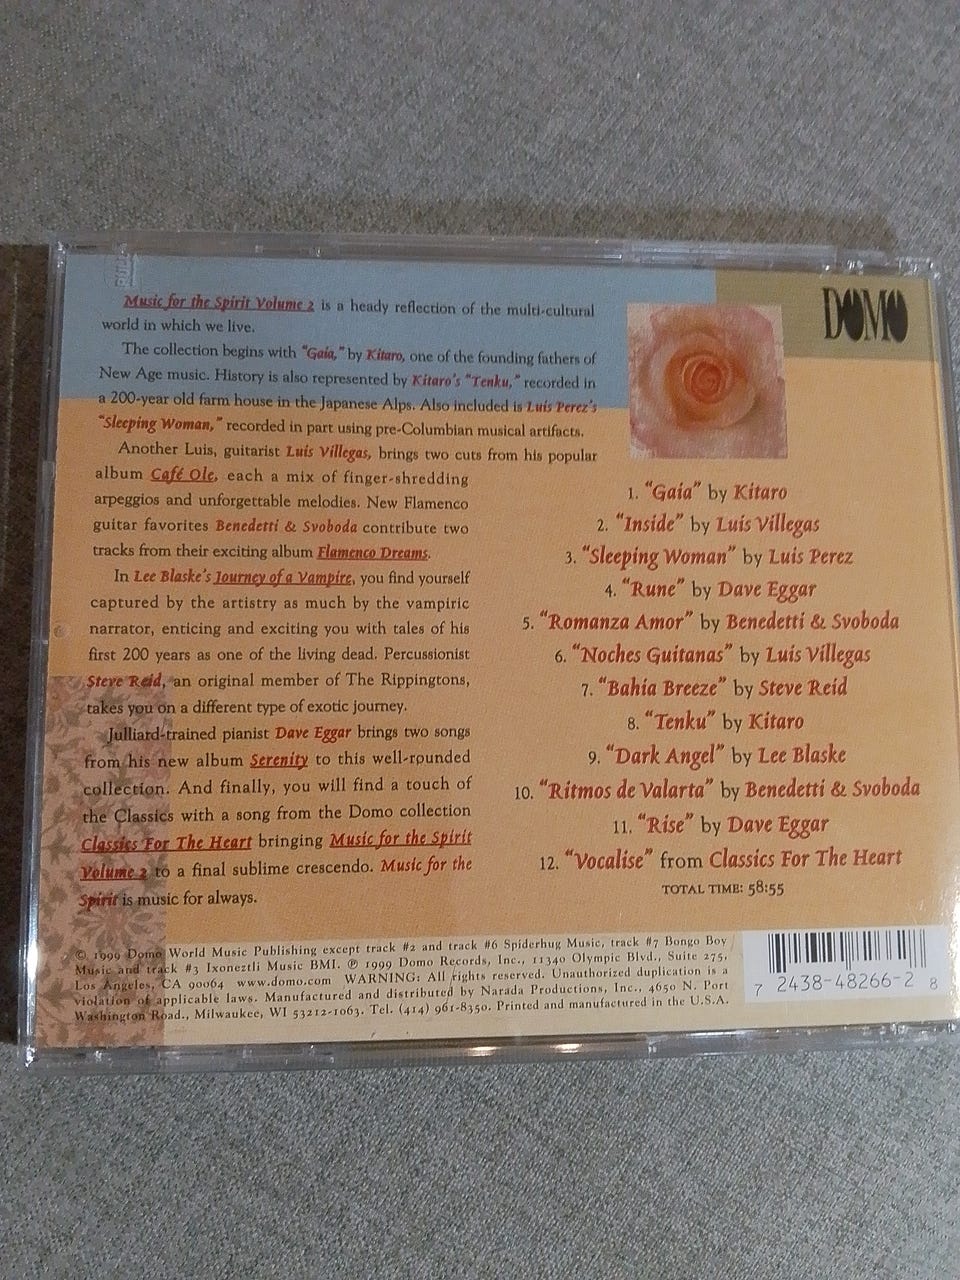 Music for the Spirit Volume 2 is a heady reflection of the multi-cultural
world in which we live.
The collection begins with "Gaia," by Kitaro, one of the founding fathers of
New Age music. History is also represented by Kitaro's "Tenku," recorded in
a 200-year old farm house in the Japanese Alps. Also included is Luis Perez's
"Sleeping Woman," recorded in part using pre-Columbian musical artifacts.
Another Luis, guitarist Luis Villegas, brings two cuts from his popular
album Café Ole, each a mix of finger-shredding
arpeggios and unforgettable melodies. New Flamenco
guitar favorites Benedetti & Svoboda contribute two
tracks from their exciting album Flamenco Dreams.
In Lee Blaske's Journey of a Vampire, you find yourself
captured by the artistry as much by the vampiric
narrator, enticing and exciting you with tales of his
first 200 years as one of the living dead. Percussionist
Steve Reid, an original member of The Rippingtons,
takes you on a different type of exotic journey.
Julliard-trained pianist Dave Eggar brings two songs
from his new album Serenity to this well-rounded
collection. And finally, you will find a touch of
the Classics with a song from the Domo collection
Classics For The Heart bringing Music for the Spirit
Volume 2 to a final sublime crescendo. Music for the
Spirit is music for always.
DOMO
1. "Gaia" by Kitaro
2. "Inside" by Luis Villegas
3. "Sleeping Woman" by Luis Perez
4. "Rune" by Dave Eggar
5. "Romanza Amor" by Benedetti & Svoboda
6. "Noches Guitanas" by Luis Villegas
7. "Bahia Breeze" by Steve Reid
8. "Tenku" by Kitaro
9. "Dark Angel" by Lee Blaske
10. "Ritmos de Valarta" by Benedetti & Svoboda
11. "Rise" by Dave Eggar
12. "Vocalise" from Classics For The Heart
TOTAL TIME: 58:55
© 1999 Domo World Music Publishing except track #2 and track #6 Spiderhug Music, track #7 Bongo Boy
Music and track #3 Ixoneztli Music BMI. ℗ 1999 Domo Records, Inc., 11340 Olympic Blvd., Suite 275,
Los Angeles, CA 90064 www.domo.com WARNING: All rights reserved. Unauthorized duplication is a
violation of applicable laws. Manufactured and distributed by Narada Productions, Inc., 4650 N. Port
Washington Road., Milwaukee, WI 53212-1063. Tel. (414) 961-8350. Printed and manufactured in the U.S.A.
7 2438-48266-2 8